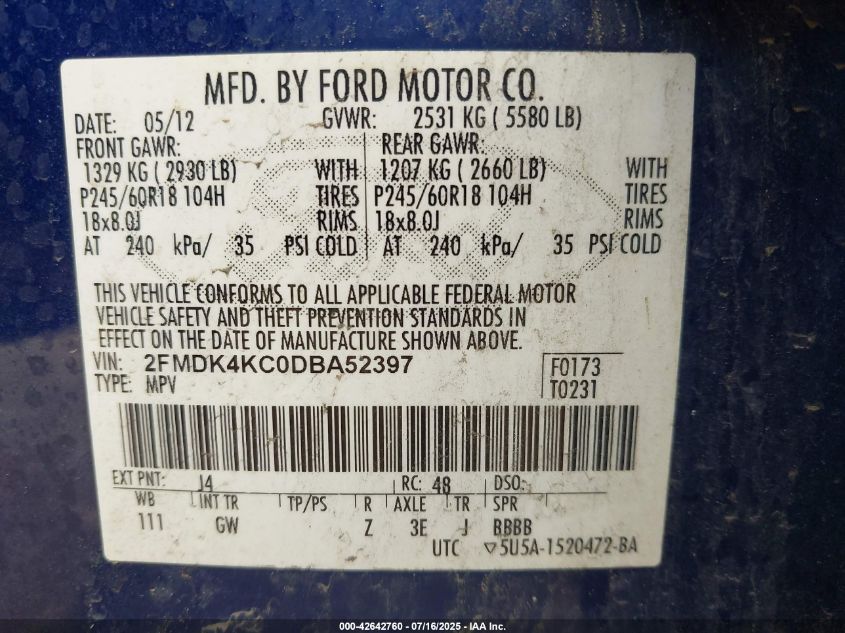 MFD. BY FORD MOTOR CO.
DATE: 05/12 GVWR: 2531 KG ( 5580 LB)
FRONT GAWR: REAR GAWR:
1329 KG ( 2930 LB) WITH 1207 KG ( 2660 LB) WITH
P245/60R18 104H TIRES P245/60R18 104H TIRES
18x8.0J RIMS 18x8.0J RIMS
AT 240 kPa/ 35 PSI COLD AT 240 kPa/ 35 PSI COLD
THIS VEHICLE CONFORMS TO ALL APPLICABLE FEDERAL MOTOR
VEHICLE SAFETY AND THEFT PREVENTION STANDARDS IN
EFFECT ON THE DATE OF MANUFACTURE SHOWN ABOVE.
VIN: 2FMDK4KC0DBA52397 F0173
TYPE: MPV T0231
EXT PNT: J4 RC: 48 DSO:
WB INT TR TP/PS R AXLE TR SPR
111 GW Z 3E J BBBB
UTC ▽5U5A-1520472-BA
000-42642760 - 07/16/2025 - IAA Inc.